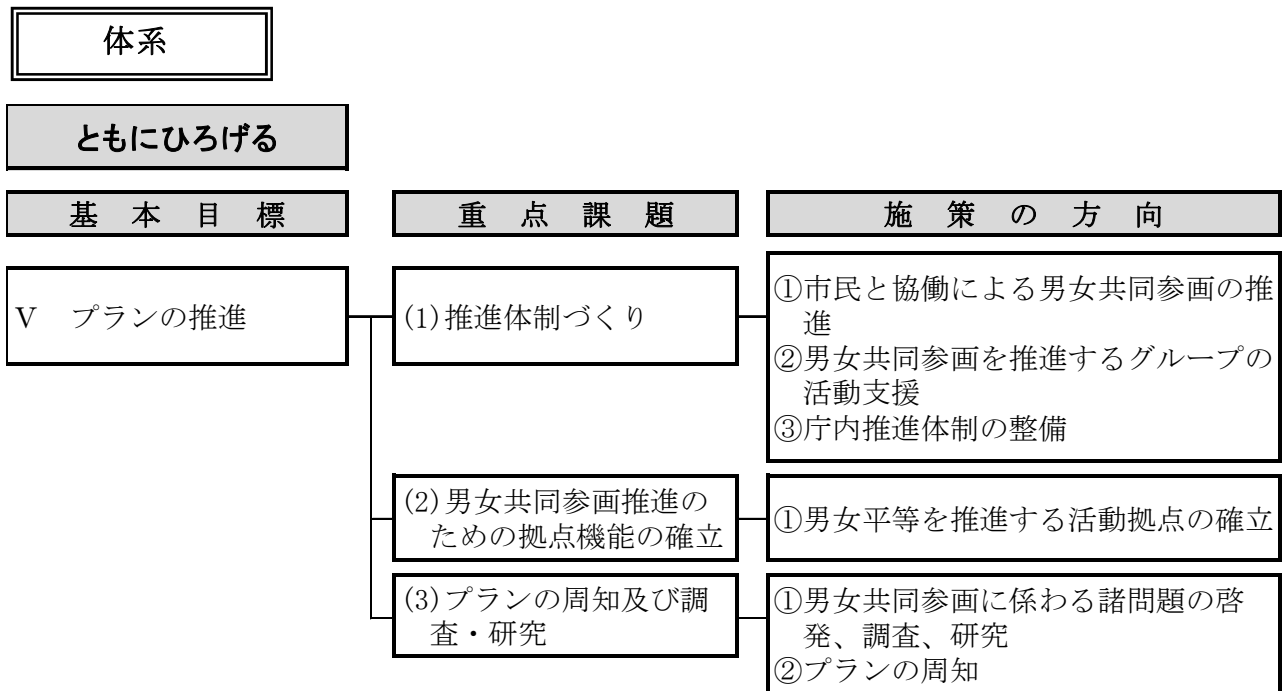 体系
ともにひろげる
基本目標
重点課題
施策の方向
Ⅴ　プランの推進
(1)推進体制づくり
①市民と協働による男女共同参画の推
進
②男女共同参画を推進するグループの
活動支援
③庁内推進体制の整備
(2)男女共同参画推進の
ための拠点機能の確立
①男女平等を推進する活動拠点の確立
(3)プランの周知及び調
査・研究
①男女共同参画に係わる諸問題の啓
発、調査、研究
②プランの周知